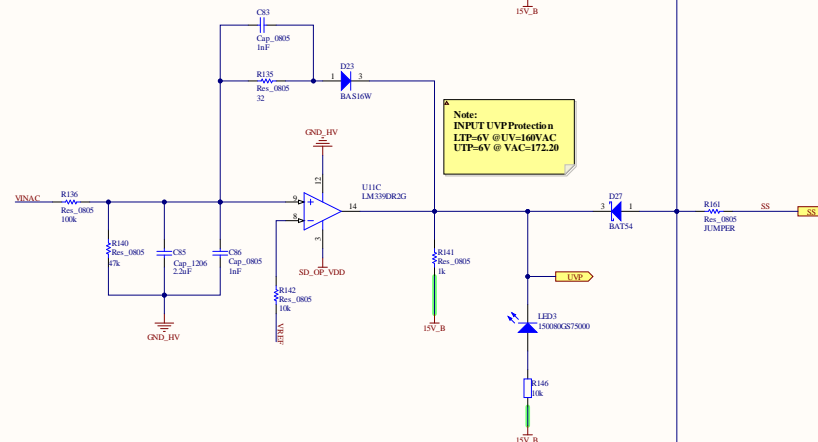 15V_B
C83
Cap_0805
1nF
R135
Res_0805
32
D23
1
3
BAS16W
Note:
INPUT UVP Protection
LTP=6V @UV=160VAC
UTP=6V @ VAC=172.20
GND_HV
12
U11C
LM339DR2G
VINAC
R136
Res_0805
100k
9
8
14
3
SD_OP_VDD
D27
3
1
BAT54
R161
Res_0805
JUMPER
SS
SS
R140
Res_0805
47k
C85
Cap_1206
2.2uF
C86
Cap_0805
1nF
R141
Res_0805
1k
15V_B
R142
Res_0805
10k
VREF
GND_HV
UVP
LED3
150080GS75000
R146
10k
15V_B